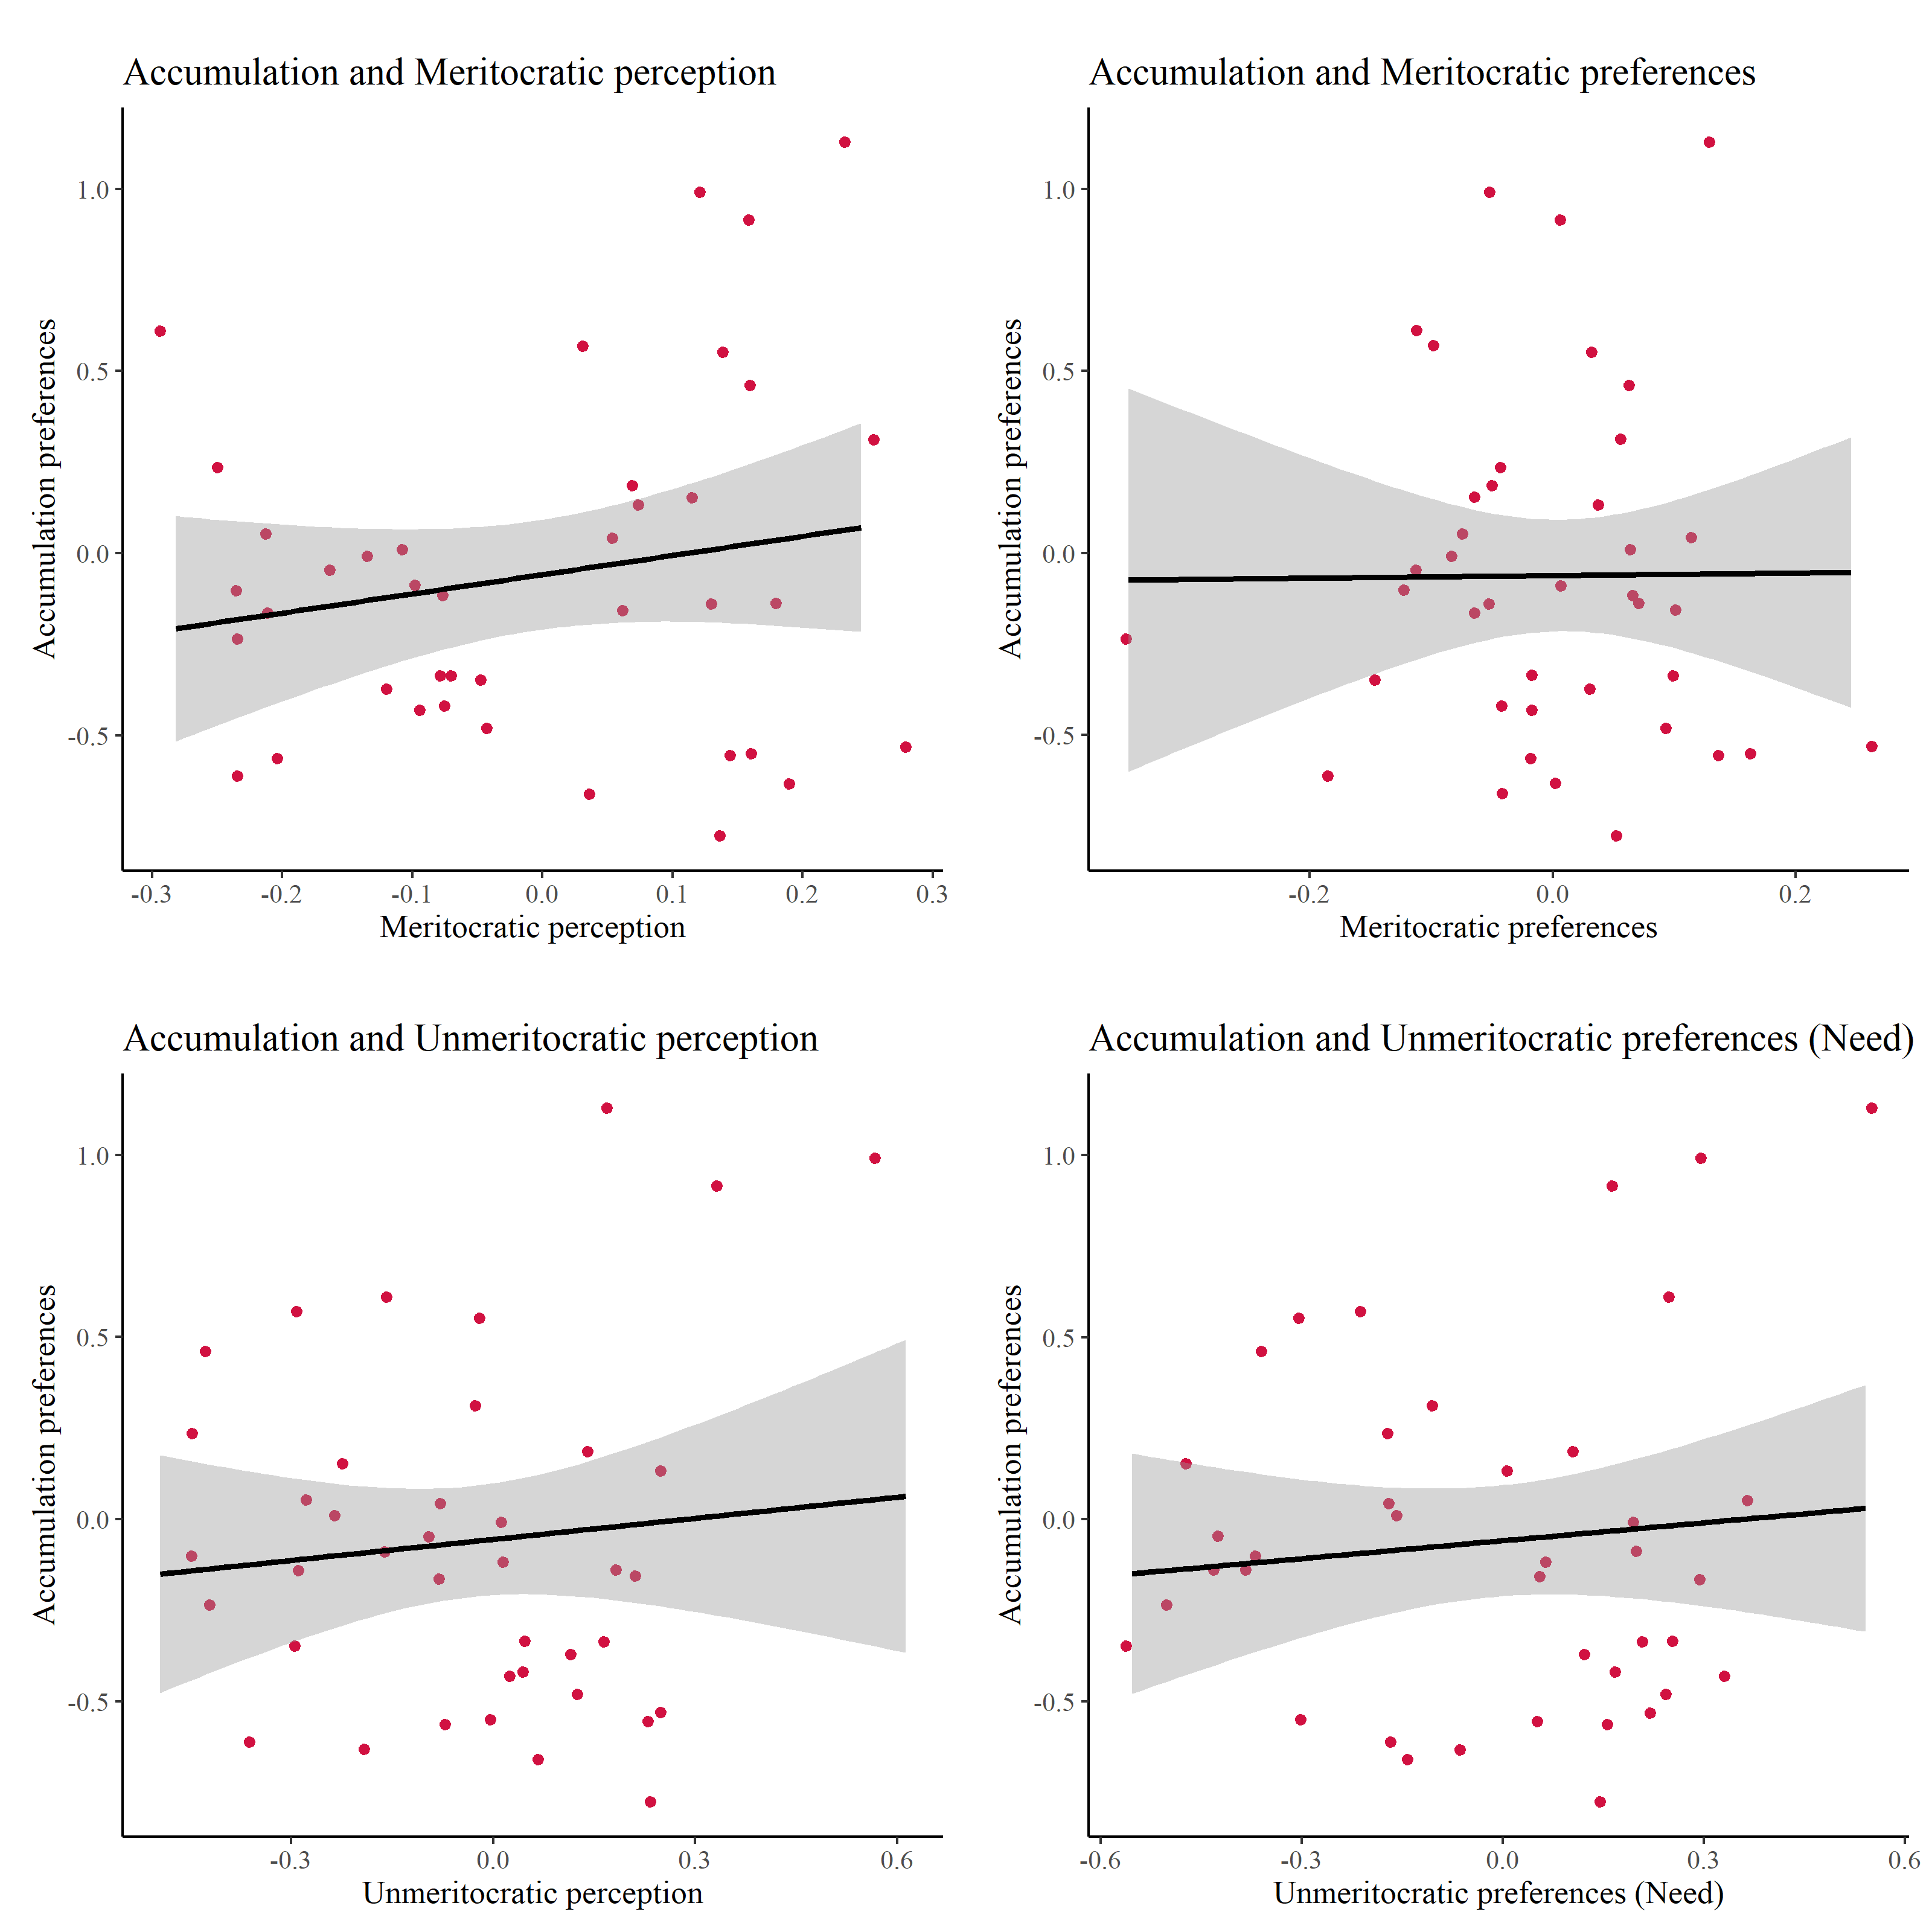 Accumulation and Meritocratic perception
Accumulation preferences
1.0
0.5
0.0
-0.5
-0.3 -0.2 -0.1 0.0 0.1 0.2 0.3
Meritocratic perception
Accumulation and Meritocratic preferences
Accumulation preferences
1.0
0.5
0.0
-0.5
-0.2 0.0 0.2
Meritocratic preferences
Accumulation and Unmeritocratic perception
Accumulation preferences
1.0
0.5
0.0
-0.5
-0.3 0.0 0.3 0.6
Unmeritocratic perception
Accumulation and Unmeritocratic preferences (Need)
Accumulation preferences
1.0
0.5
0.0
-0.5
-0.6 -0.3 0.0 0.3 0.6
Unmeritocratic preferences (Need)